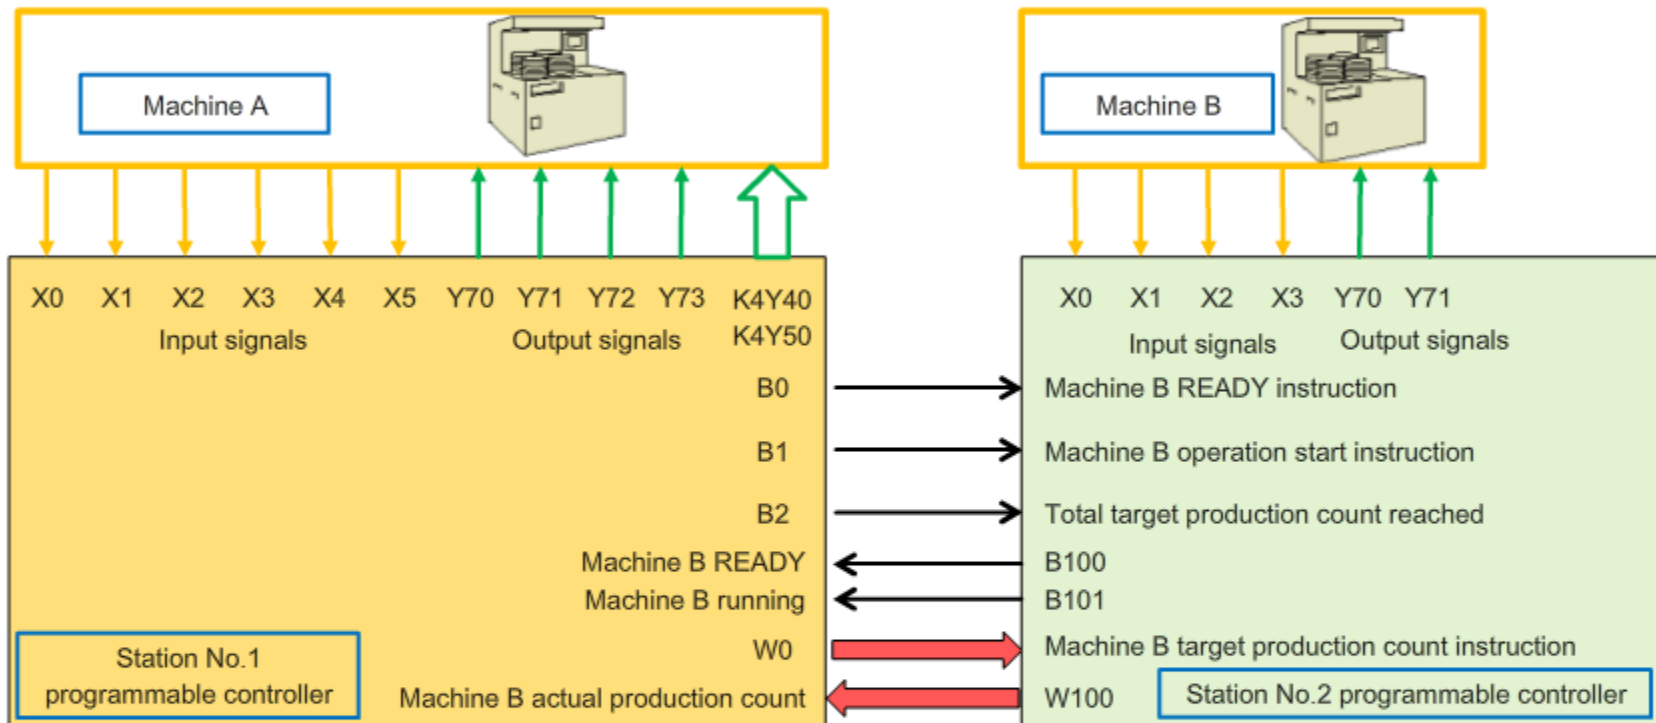 Machine A
Machine B
X0 X1 X2 X3 X4 X5 Y70 Y71 Y72 Y73 K4Y40
K4Y50
Input signals Output signals
X0 X1 X2 X3 Y70 Y71
Input signals Output signals
B0 Machine B READY instruction
B1 Machine B operation start instruction
B2 Total target production count reached
Machine B READY B100
Machine B running B101
W0 Machine B target production count instruction
Machine B actual production count W100
Station No.1
programmable controller
Station No.2 programmable controller